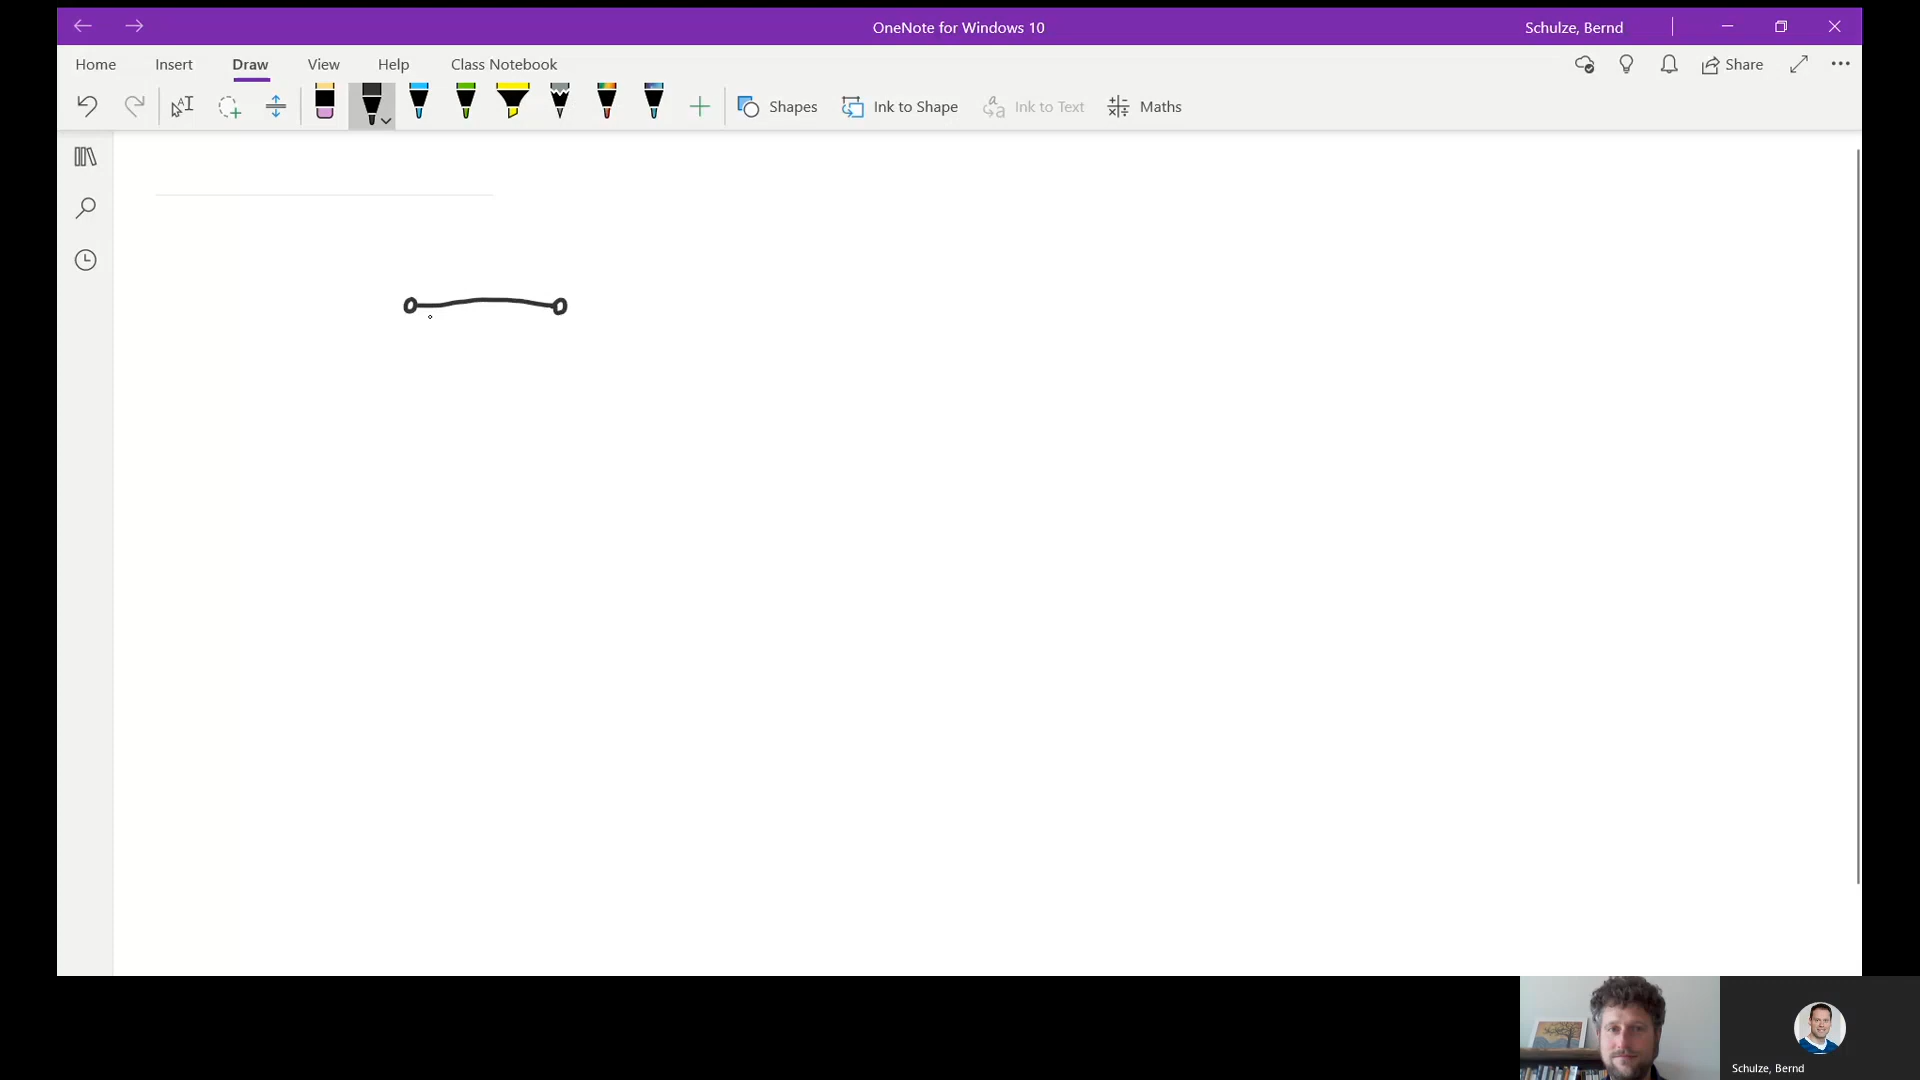 OneNote for Windows 10
Schulze, Bernd
Home Insert Draw View Help Class Notebook
Share
Shapes Ink to Shape Ink to Text Maths
Schulze, Bernd